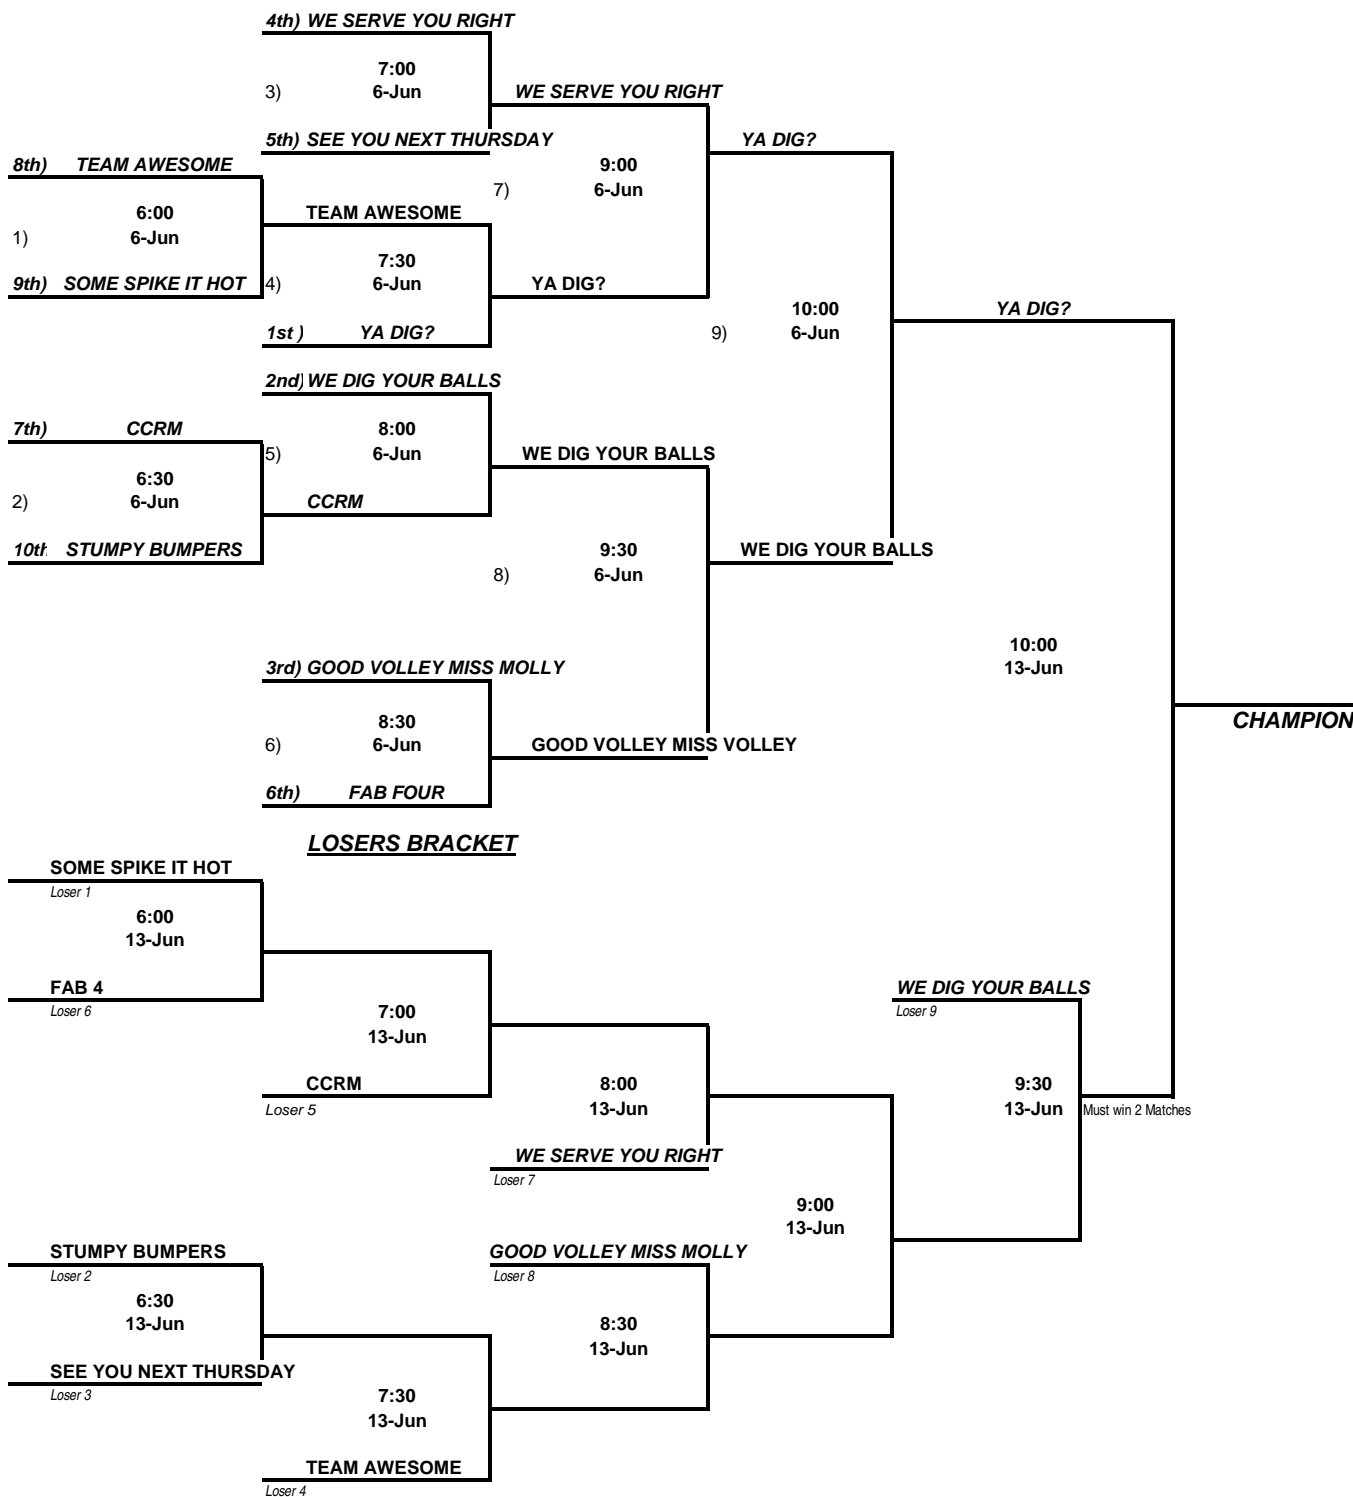 4th) WE SERVE YOU RIGHT
7:00
3) 6-Jun WE SERVE YOU RIGHT
5th) SEE YOU NEXT THURSDAY YA DIG?
8th) TEAM AWESOME 9:00
7) 6-Jun
6:00 TEAM AWESOME
1) 6-Jun
7:30
9th) SOME SPIKE IT HOT 4) 6-Jun YA DIG?
10:00 YA DIG?
1st ) YA DIG? 9) 6-Jun
2nd) WE DIG YOUR BALLS
7th) CCRM 8:00
5) 6-Jun WE DIG YOUR BALLS
6:30
2) 6-Jun CCRM
10th STUMPY BUMPERS 9:30 WE DIG YOUR BALLS
8) 6-Jun
10:00
3rd) GOOD VOLLEY MISS MOLLY 13-Jun
8:30 CHAMPION
6) 6-Jun GOOD VOLLEY MISS VOLLEY
6th) FAB FOUR
LOSERS BRACKET
SOME SPIKE IT HOT
Loser 1
6:00
13-Jun
FAB 4 WE DIG YOUR BALLS
Loser 6 7:00 Loser 9
13-Jun
CCRM 8:00 9:30
Loser 5 13-Jun 13-Jun Must win 2 Matches
WE SERVE YOU RIGHT
Loser 7
9:00
13-Jun
STUMPY BUMPERS GOOD VOLLEY MISS MOLLY
Loser 2 Loser 8
6:30
13-Jun 8:30
13-Jun
SEE YOU NEXT THURSDAY
Loser 3 7:30
13-Jun
TEAM AWESOME
Loser 4